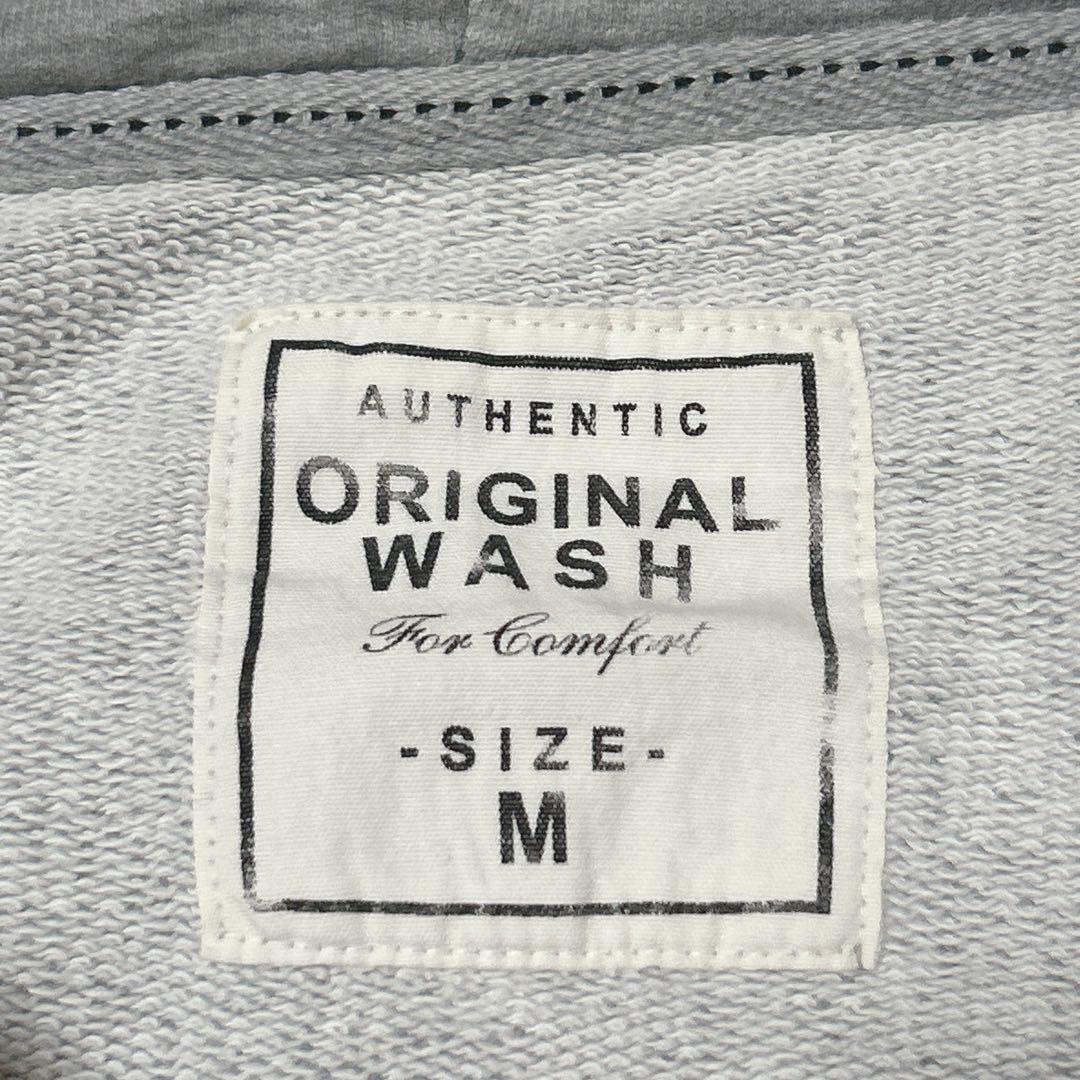 AUTHENTIC
ORIGINAL
WASH
For Comfort
-SIZE-
M